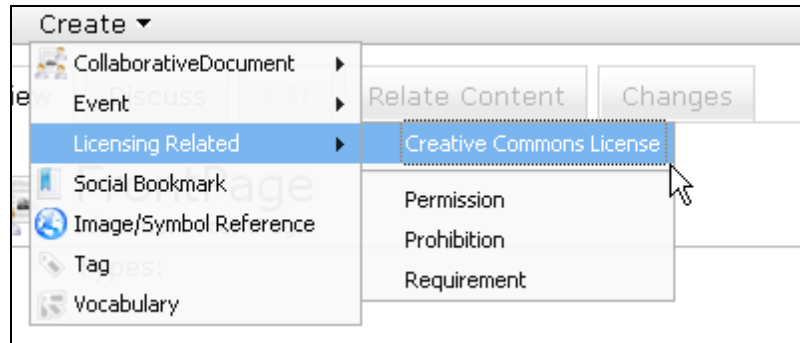 Create ▾
CollaborativeDocument
Event
Licensing Related
Social Bookmark
Image/Symbol Reference
Tag
Vocabulary
Creative Commons License
Permission
Prohibition
Requirement
Discuss
Edit
Relate Content
Changes
FrontPage